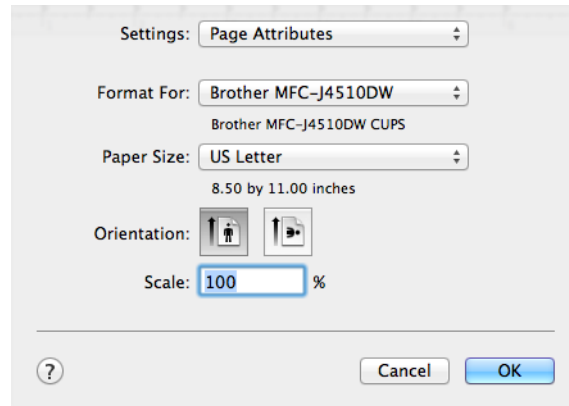 Settings: Page Attributes
Format For: Brother MFC-J4510DW
Brother MFC-J4510DW CUPS
Paper Size: US Letter
8.50 by 11.00 inches
Orientation:
Scale: 100 %
? Cancel OK